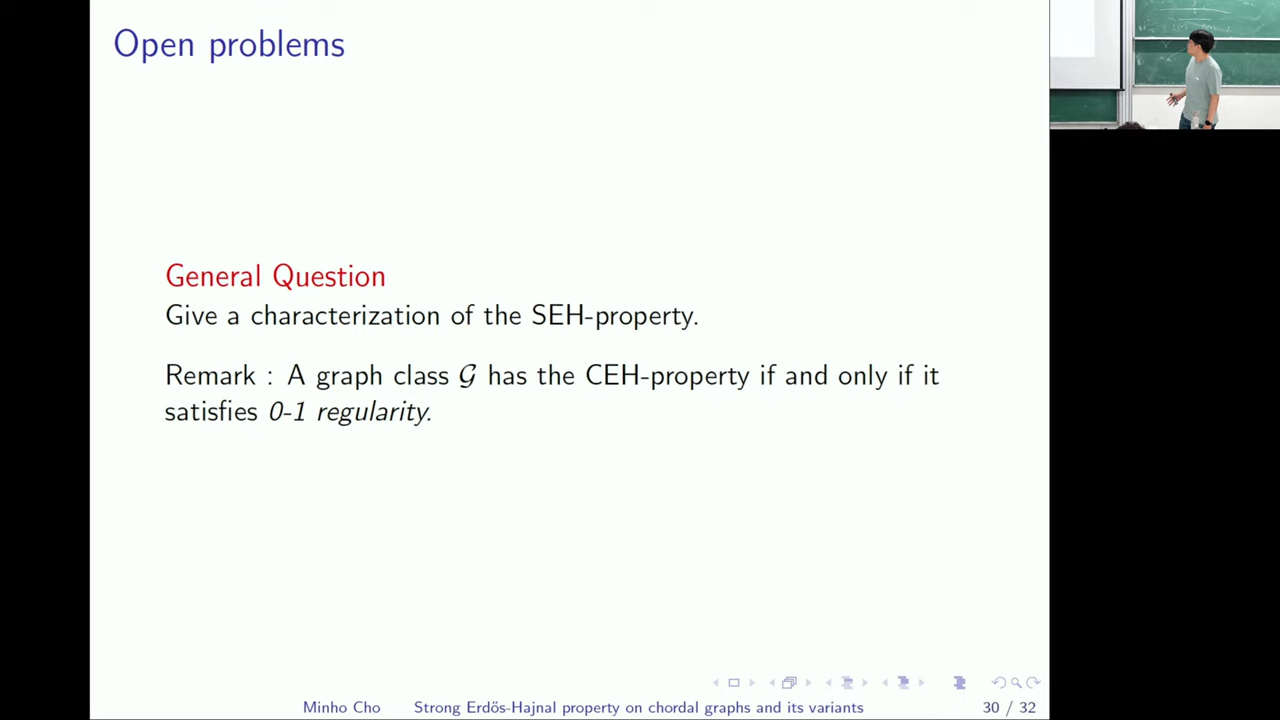 Open problems
General Question
Give a characterization of the SEH-property.
Remark : A graph class 𝒢 has the CEH-property if and only if it
satisfies 0-1 regularity.
Minho Cho Strong Erdős-Hajnal property on chordal graphs and its variants 30 / 32